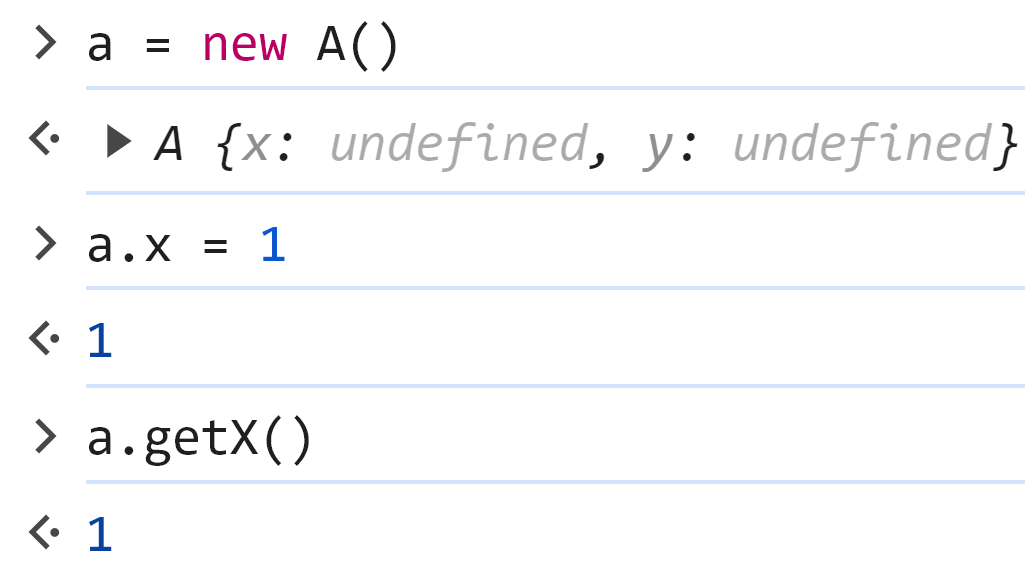 a = new A()
A {x: undefined, y: undefined}
a.x = 1
1
a.getX()
1